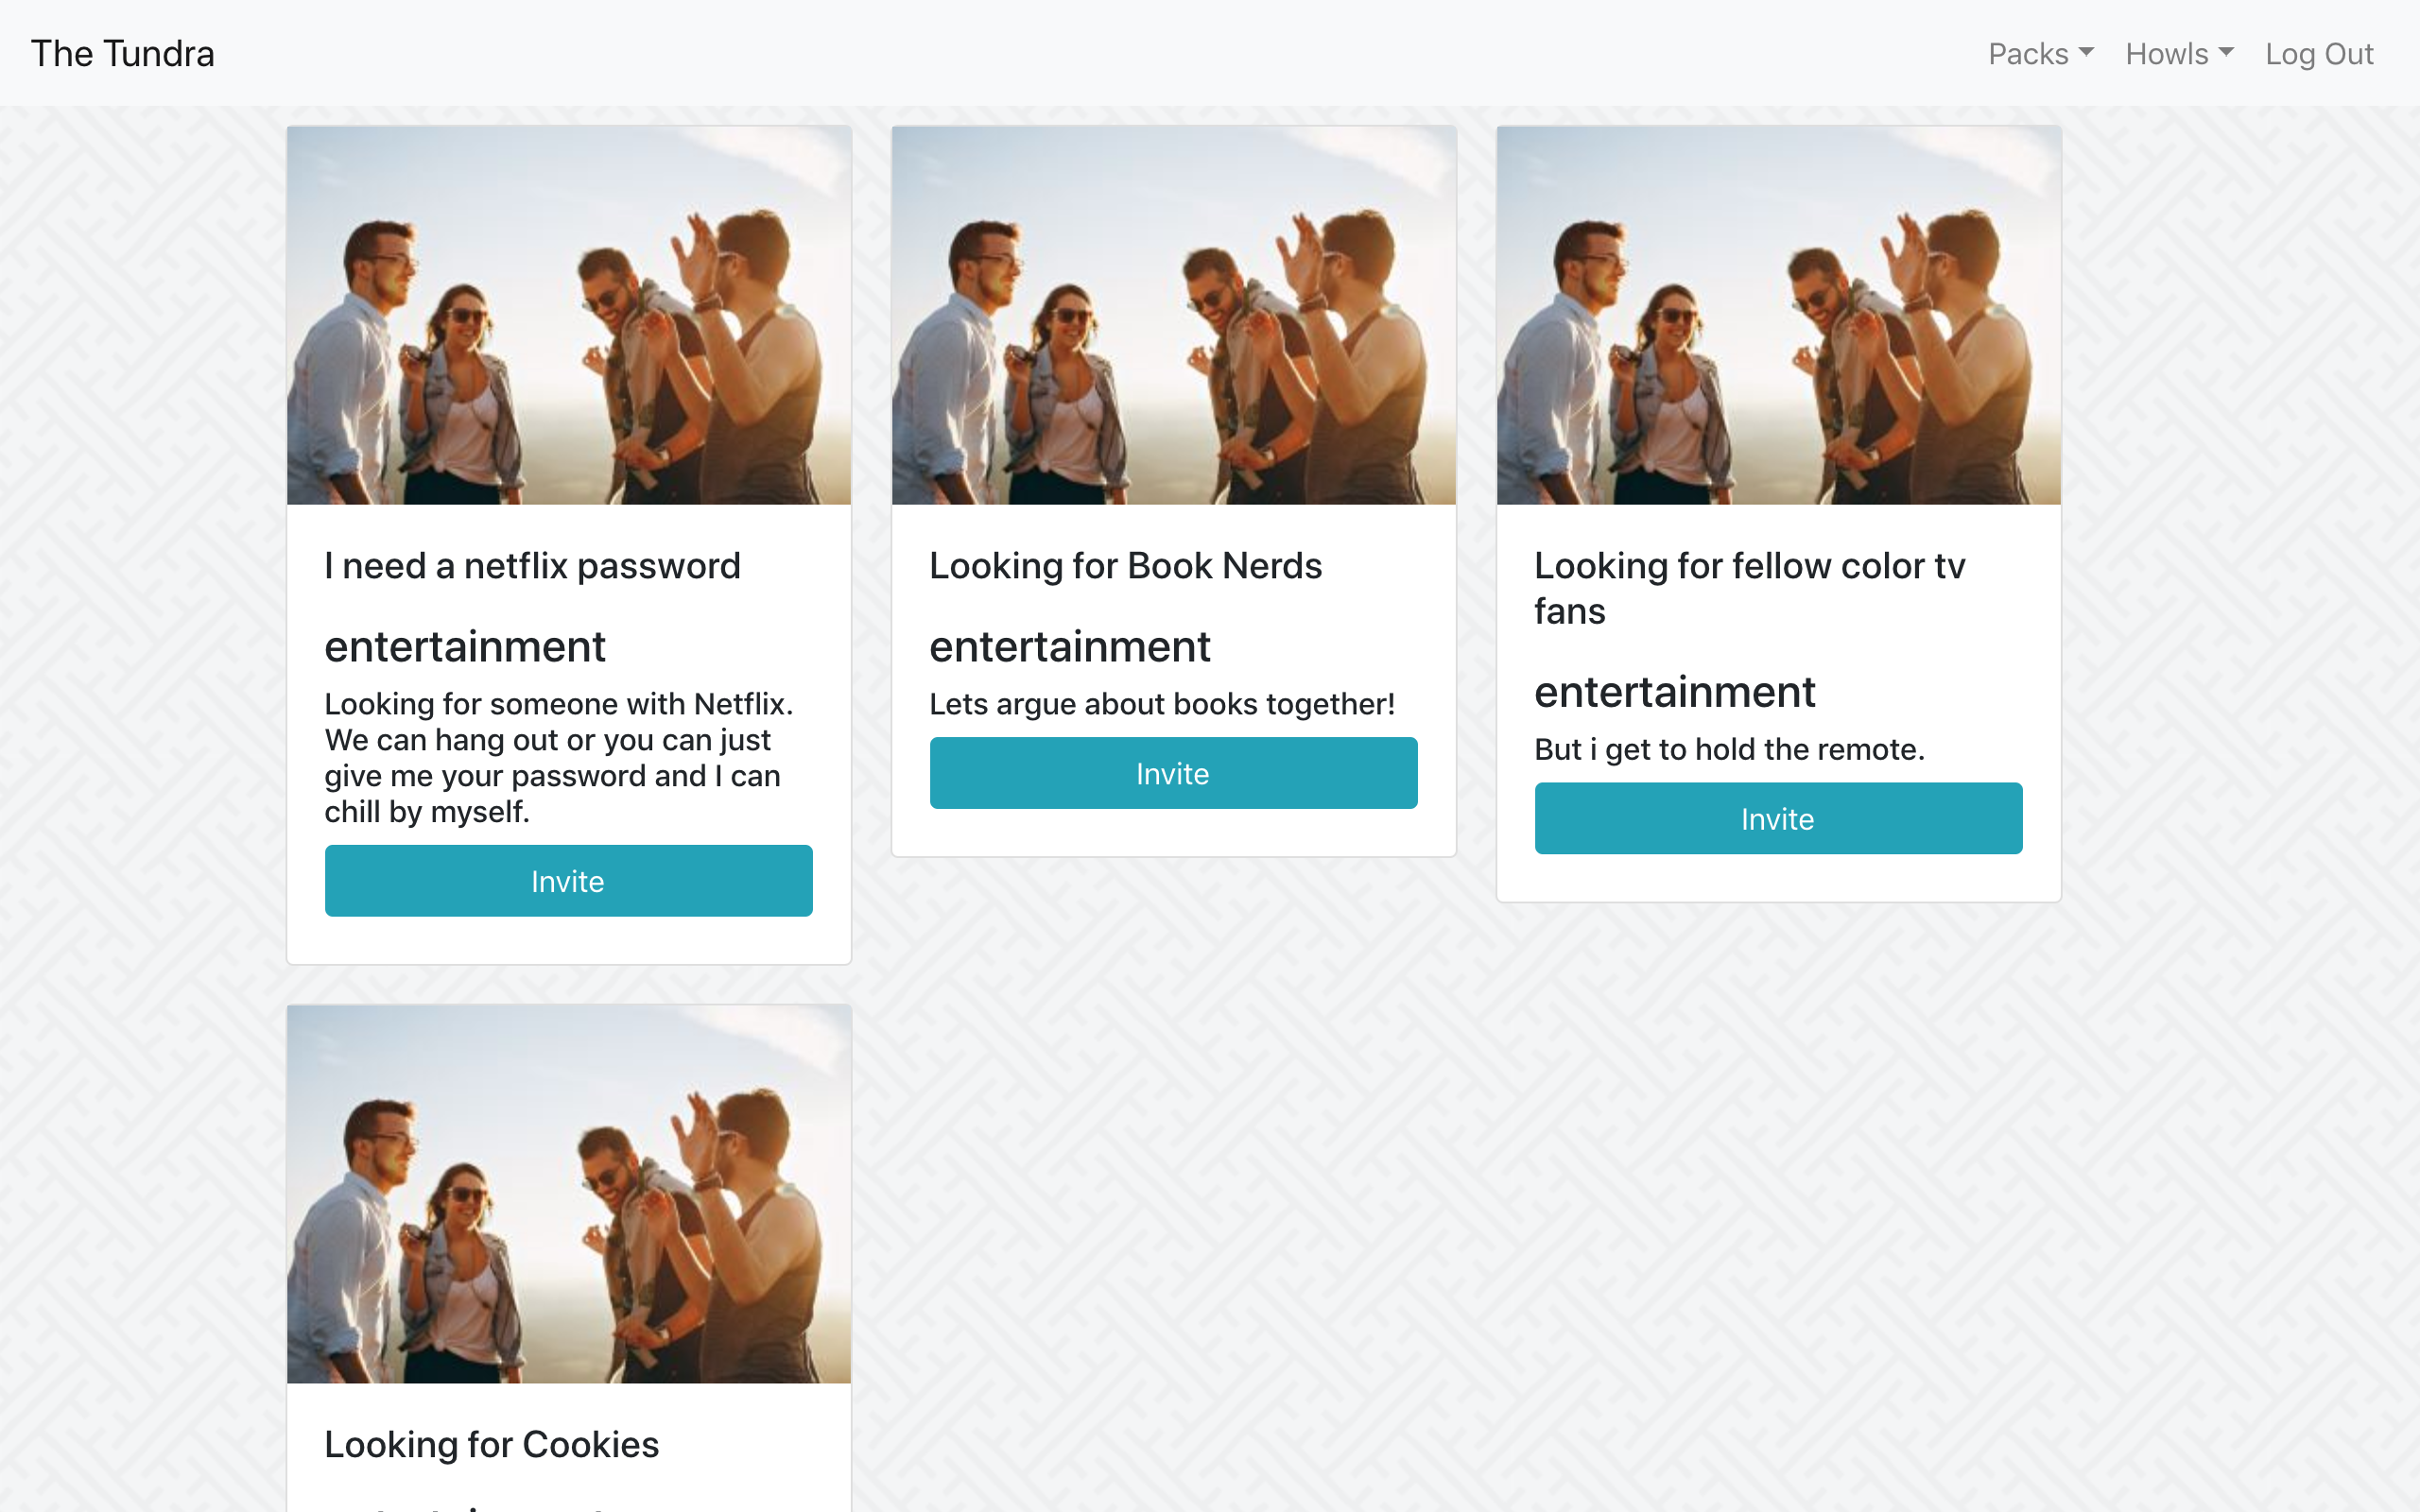 The Tundra
Packs
Howls
Log Out
I need a netflix password
entertainment
Looking for someone with Netflix.
We can hang out or you can just
give me your password and I can
chill by myself.
Invite
Looking for Book Nerds
entertainment
Lets argue about books together!
Invite
Looking for fellow color tv
fans
entertainment
But i get to hold the remote.
Invite
Looking for Cookies